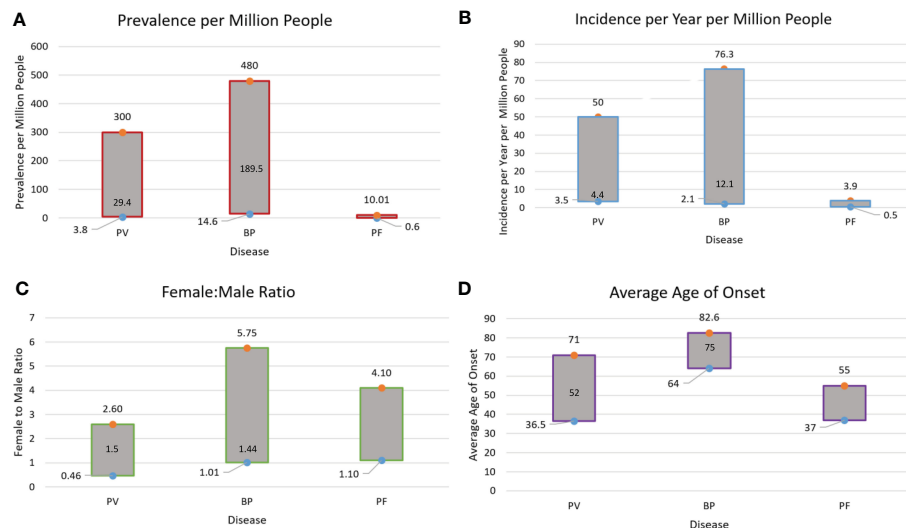 A
Prevalence per Million People
Prevalence per Million People
600
500
400
300
200
100
0
300
29.4
3.8
480
189.5
14.6
10.01
0.6
PV
BP
PF
Disease
B
Incidence per Year per Million People
Incidence per Year per Million People
90
80
70
60
50
40
30
20
10
0
50
4.4
3.5
76.3
12.1
2.1
3.9
0.5
PV
BP
PF
Disease
C
Female:Male Ratio
Female to Male Ratio
7
6
5
4
3
2
1
0
2.60
1.5
0.46
5.75
1.44
1.01
4.10
1.10
PV
BP
PF
Disease
D
Average Age of Onset
Average Age of Onset
90
80
70
60
50
40
30
20
10
0
71
52
36.5
82.6
75
64
55
37
PV
BP
PF
Disease